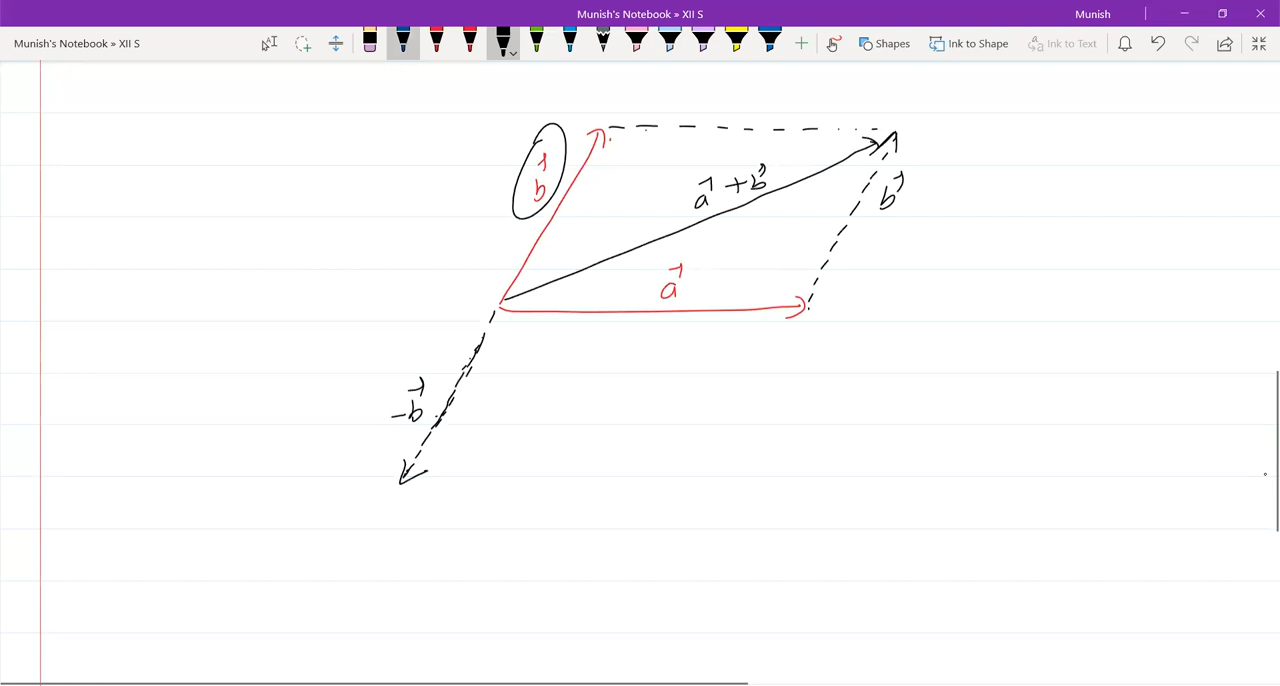 Munish's Notebook » XII S
Munish
Munish's Notebook » XII S
Shapes
Ink to Shape
Ink to Text
b⃗
a⃗ + b⃗
b⃗
a⃗
-b⃗